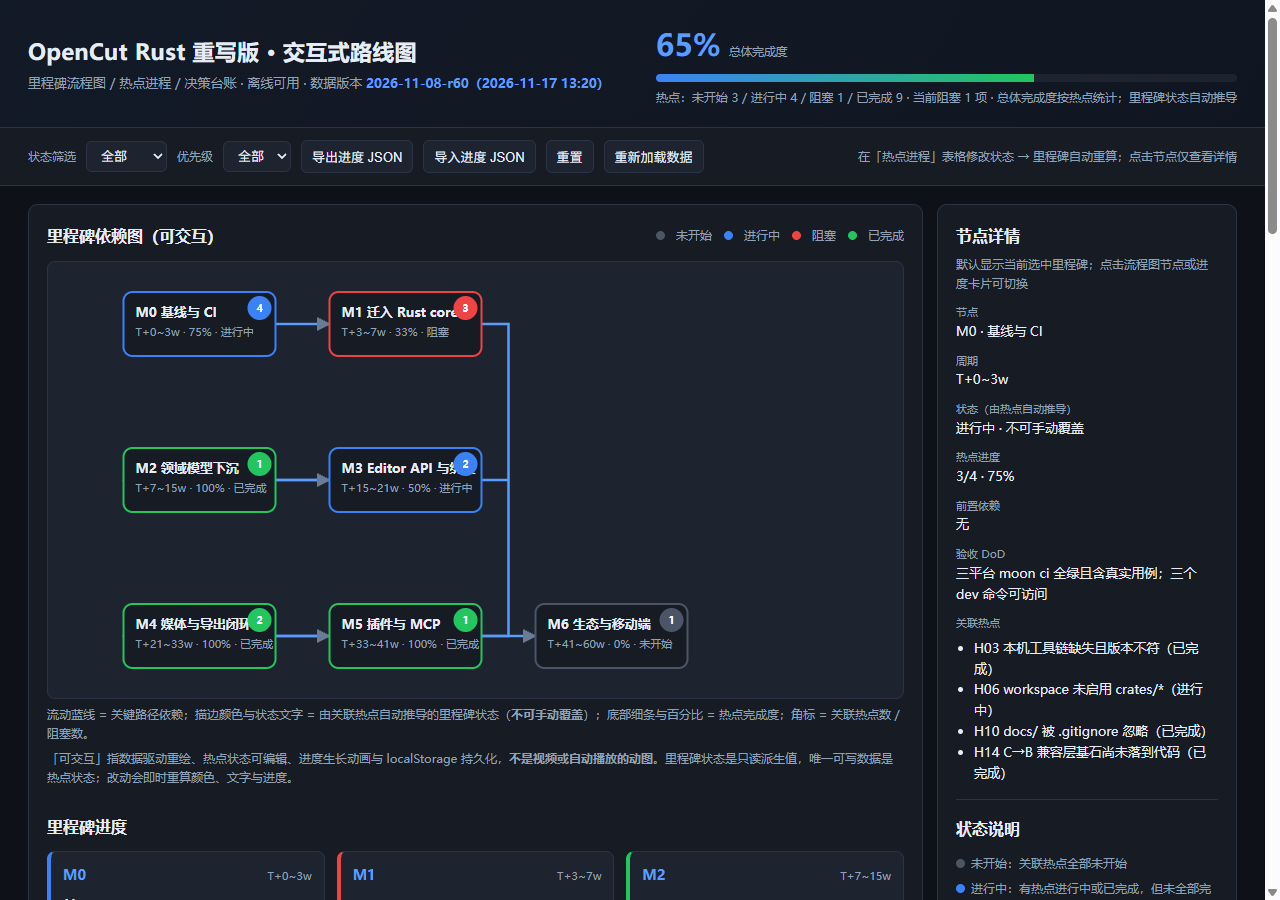 OpenCut Rust 重写版 • 交互式路线图
里程碑流程图 / 热点进程 / 决策台账 · 离线可用 · 数据版本 2026-11-08-r60（2026-11-17 13:20）
65% 总体完成度
热点：未开始 3 / 进行中 4 / 阻塞 1 / 已完成 9 · 当前阻塞 1 项 · 总体完成度按热点统计；里程碑状态自动推导
状态筛选 全部 优先级 全部 导出进度 JSON 导入进度 JSON 重置 重新加载数据
在「热点进程」表格修改状态 → 里程碑自动重算；点击节点仅查看详情
里程碑依赖图（可交互）
未开始 进行中 阻塞 已完成
M0 基线与 CI 4
T+0~3w · 75% · 进行中
M1 迁入 Rust core 3
T+3~7w · 33% · 阻塞
M2 领域模型下沉 1
T+7~15w · 100% · 已完成
M3 Editor API 与 2
T+15~21w · 50% · 进行中
M4 媒体与导出闭环 2
T+21~33w · 100% · 已完成
M5 插件与 MCP 1
T+33~41w · 100% · 已完成
M6 生态与移动端 1
T+41~60w · 0% · 未开始
流动蓝线 = 关键路径依赖；描边颜色与状态文字 = 由关联热点自动推导的里程碑状态（不可手动覆盖）；底部细条与百分比 = 热点完成度；角标 = 关联热点数 /
阻塞数。
「可交互」指数据驱动重绘、热点状态可编辑、进度生长动画与 localStorage 持久化，不是视频或自动播放的动图。里程碑状态是只读派生值，唯一可写数据是
热点状态；改动会即时重算颜色、文字与进度。
里程碑进度
M0 T+0~3w
M1 T+3~7w
M2 T+7~15w
节点详情
默认显示当前选中里程碑；点击流程图节点或进
度卡片可切换
节点
M0 · 基线与 CI
周期
T+0~3w
状态（由热点自动推导）
进行中 · 不可手动覆盖
热点进度
3/4 · 75%
前置依赖
无
验收 DoD
三平台 moon ci 全绿且含真实用例；三个
dev 命令可访问
关联热点
• H03 本机工具链缺失且版本不符（已完
成）
• H06 workspace 未启用 crates/*（进行
中）
• H10 docs/ 被 .gitignore 忽略（已完成）
• H14 C→B 兼容层基石尚未落到代码（已
完成）
状态说明
未开始：关联热点全部未开始
进行中：有热点进行中或已完成，但未全部完